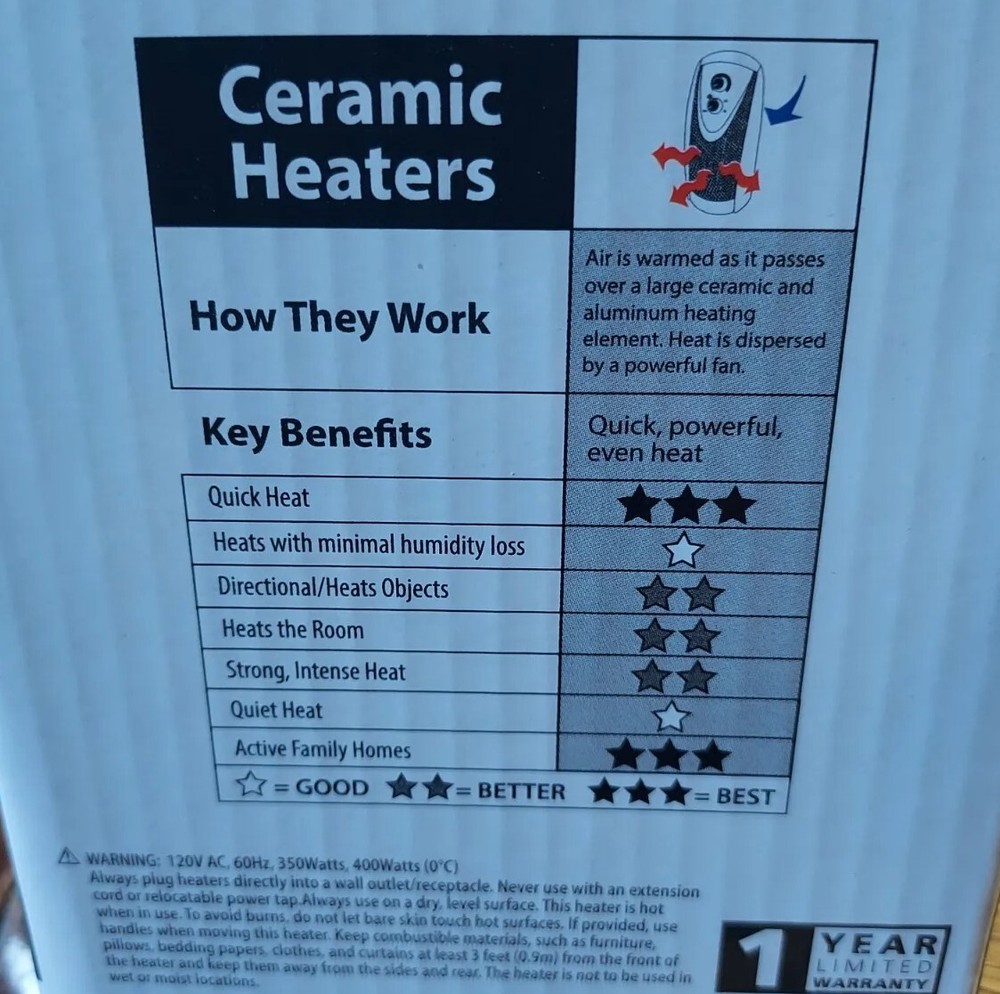 Ceramic
Heaters
How They Work
Air is warmed as it passes
over a large ceramic and
aluminum heating
element. Heat is dispersed
by a powerful fan.
Key Benefits
Quick, powerful,
even heat
Quick Heat ★★★
Heats with minimal humidity loss ☆
Directional/Heats Objects ★★
Heats the Room ★★
Strong, Intense Heat ★★
Quiet Heat ☆
Active Family Homes ★★★
☆ = GOOD ★★ = BETTER ★★★ = BEST
⚠ WARNING: 120V AC, 60Hz, 350Watts, 400Watts (0°C)
Always plug heaters directly into a wall outlet/receptacle. Never use with an extension
cord or relocatable power tap.Always use on a dry, level surface. This heater is hot
when in use. To avoid burns, do not let bare skin touch hot surfaces. If provided, use
handles when moving this heater. Keep combustible materials, such as furniture,
pillows, bedding papers, clothes, and curtains at least 3 feet (0.9m) from the front of
the heater and keep them away from the sides and rear. The heater is not to be used in
wet or moist locations.
1 YEAR
LIMITED
WARRANTY